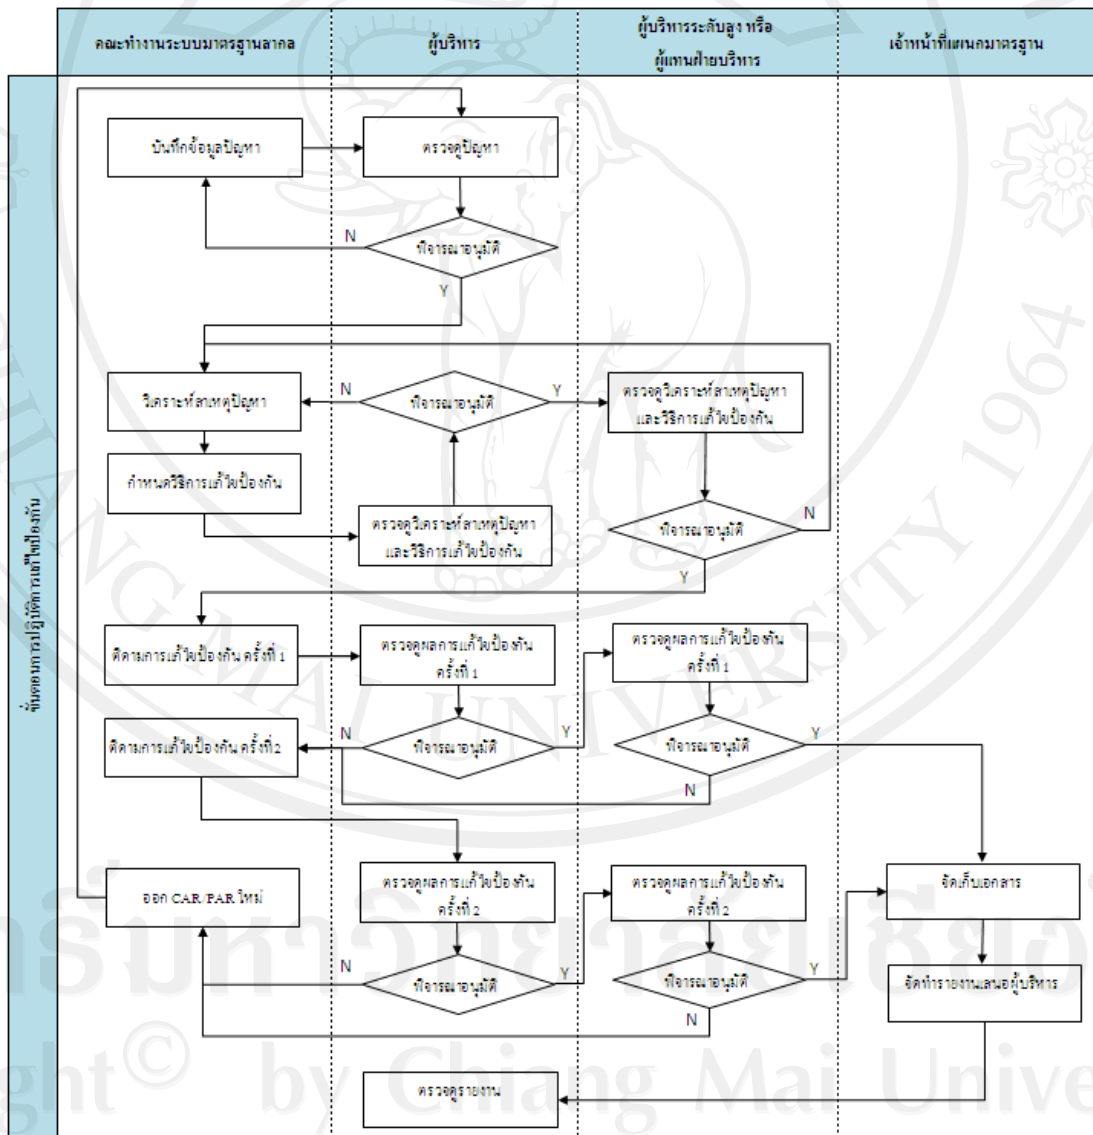 คณะทำงานระบบมาตรฐานสากล
ผู้บริหาร
ผู้บริหารระดับสูง หรือ
ผู้แทนฝ่ายบริหาร
เจ้าหน้าที่แผนกมาตรฐาน
ขั้นตอนการปฏิบัติการแก้ไขป้องกัน
บันทึกข้อมูลปัญหา
ตรวจดูปัญหา
N
พิจารณาอนุมัติ
Y
วิเคราะห์สาเหตุปัญหา
N
พิจารณาอนุมัติ
Y
ตรวจดูวิเคราะห์สาเหตุปัญหา
และวิธีการแก้ไขป้องกัน
กำหนดวิธีการแก้ไขป้องกัน
ตรวจดูวิเคราะห์สาเหตุปัญหา
และวิธีการแก้ไขป้องกัน
พิจารณาอนุมัติ
N
Y
ติดามการแก้ไขป้องกัน ครั้งที่ 1
ตรวจดูผลการแก้ไขป้องกัน
ครั้งที่ 1
ตรวจดูผลการแก้ไขป้องกัน
ครั้งที่ 1
ติดามการแก้ไขป้องกัน ครั้งที่ 2
N
พิจารณาอนุมัติ
Y
พิจารณาอนุมัติ
Y
N
ออก CAR/PAR ใหม่
ตรวจดูผลการแก้ไขป้องกัน
ครั้งที่ 2
ตรวจดูผลการแก้ไขป้องกัน
ครั้งที่ 2
จัดเก็บเอกสาร
N
พิจารณาอนุมัติ
Y
พิจารณาอนุมัติ
Y
N
จัดทำรายงานเสนอผู้บริหาร
ตรวจดูรายงาน
CHIANG MAI UNIVERSITY 1964
by Chiang Mai Unive